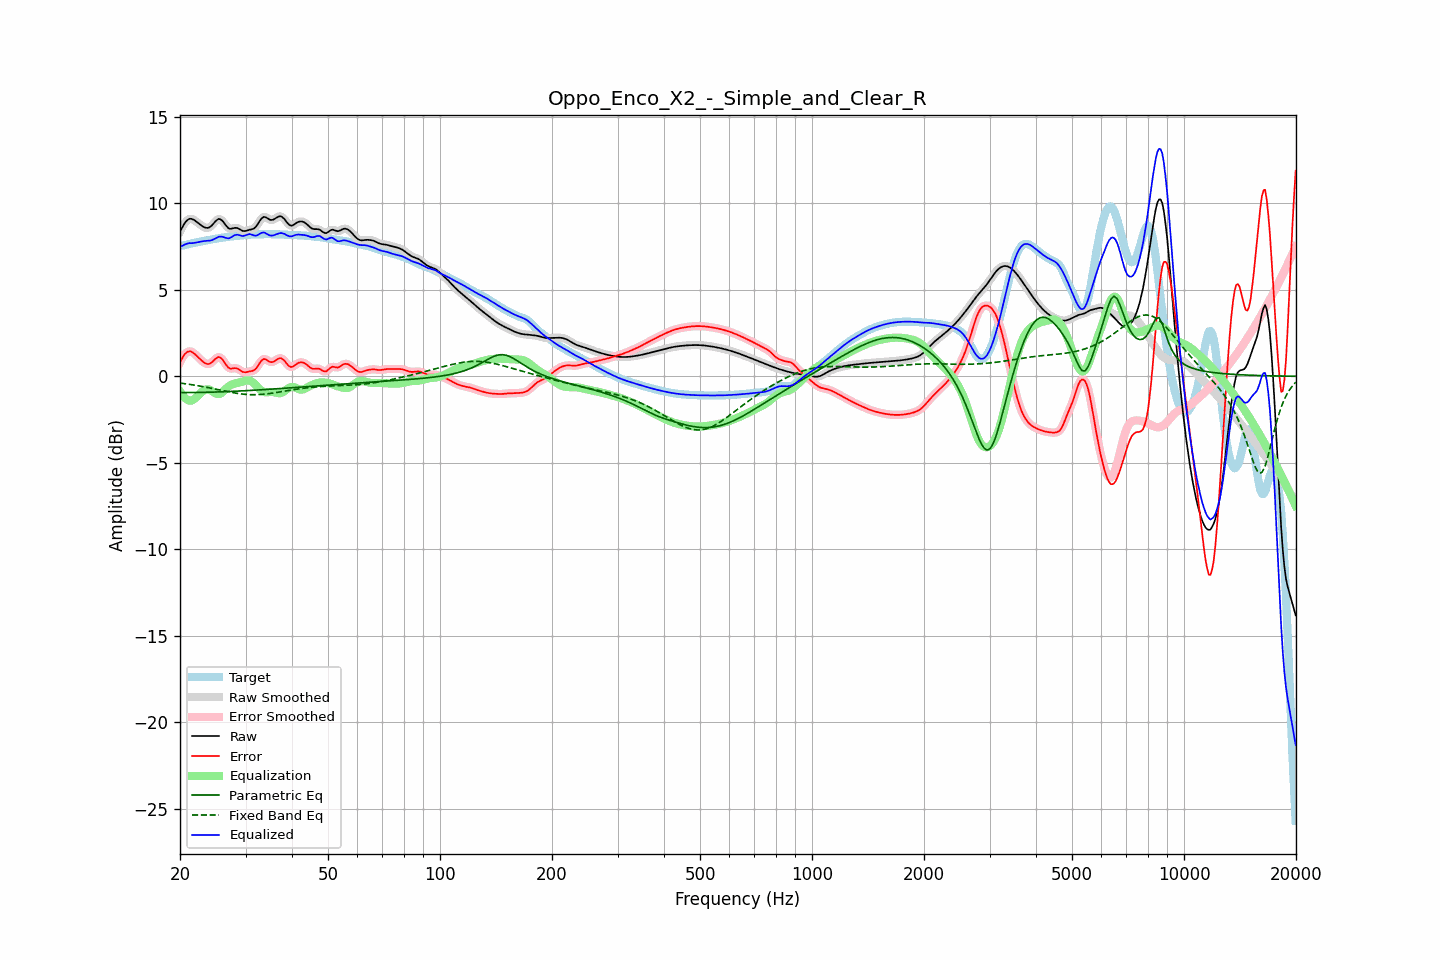 Oppo_Enco_X2_-_Simple_and_Clear_R
15
10
5
0
−5
−10
−15
−20
−25
Amplitude (dBr)
Target
Raw Smoothed
Error Smoothed
Raw
Error
Equalization
Parametric Eq
Fixed Band Eq
Equalized
20 50 100 200 500 1000 2000 5000 10000 20000
Frequency (Hz)